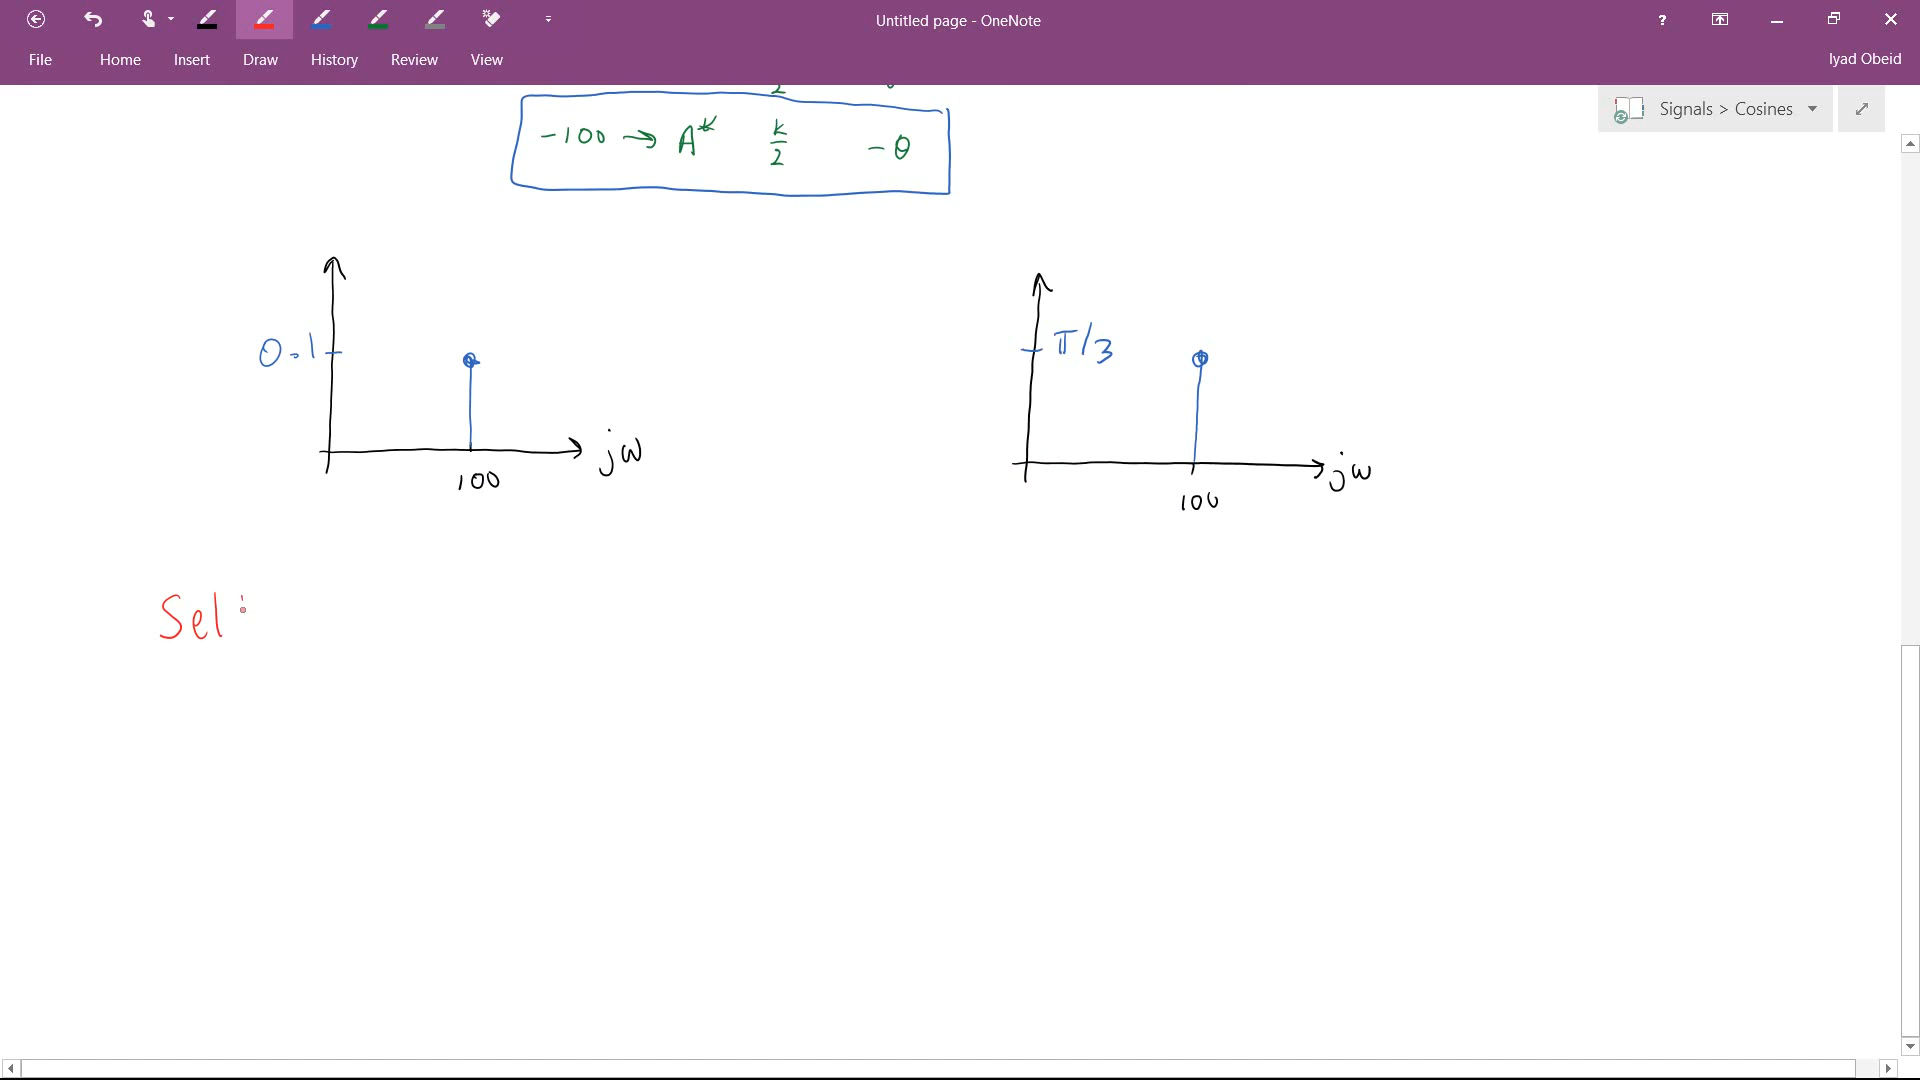 Untitled page - OneNote
?
File Home Insert Draw History Review View
Iyad Obeid
Signals > Cosines
-100 → A* k/2 -θ
0.1
π/3
jω
jω
100
100
Sel: